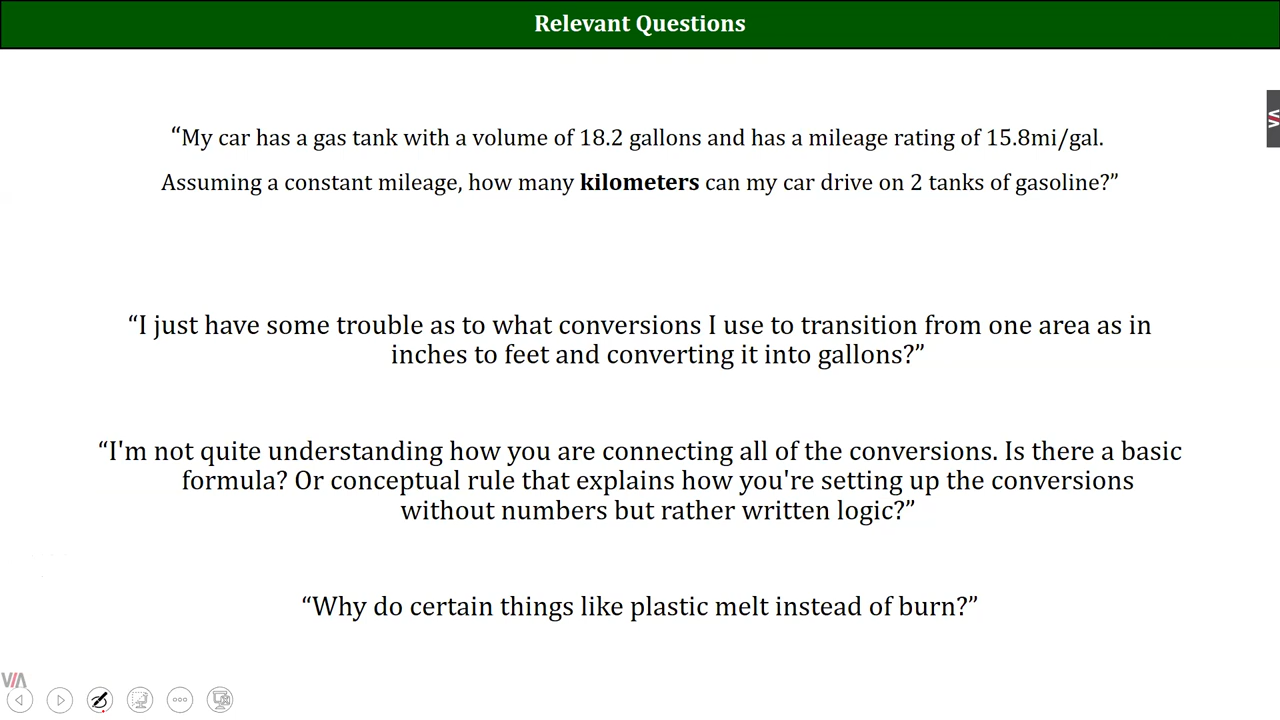 Relevant Questions
“My car has a gas tank with a volume of 18.2 gallons and has a mileage rating of 15.8mi/gal.
Assuming a constant mileage, how many kilometers can my car drive on 2 tanks of gasoline?”
“I just have some trouble as to what conversions I use to transition from one area as in
inches to feet and converting it into gallons?”
“I'm not quite understanding how you are connecting all of the conversions. Is there a basic
formula? Or conceptual rule that explains how you're setting up the conversions
without numbers but rather written logic?”
“Why do certain things like plastic melt instead of burn?”
VIA